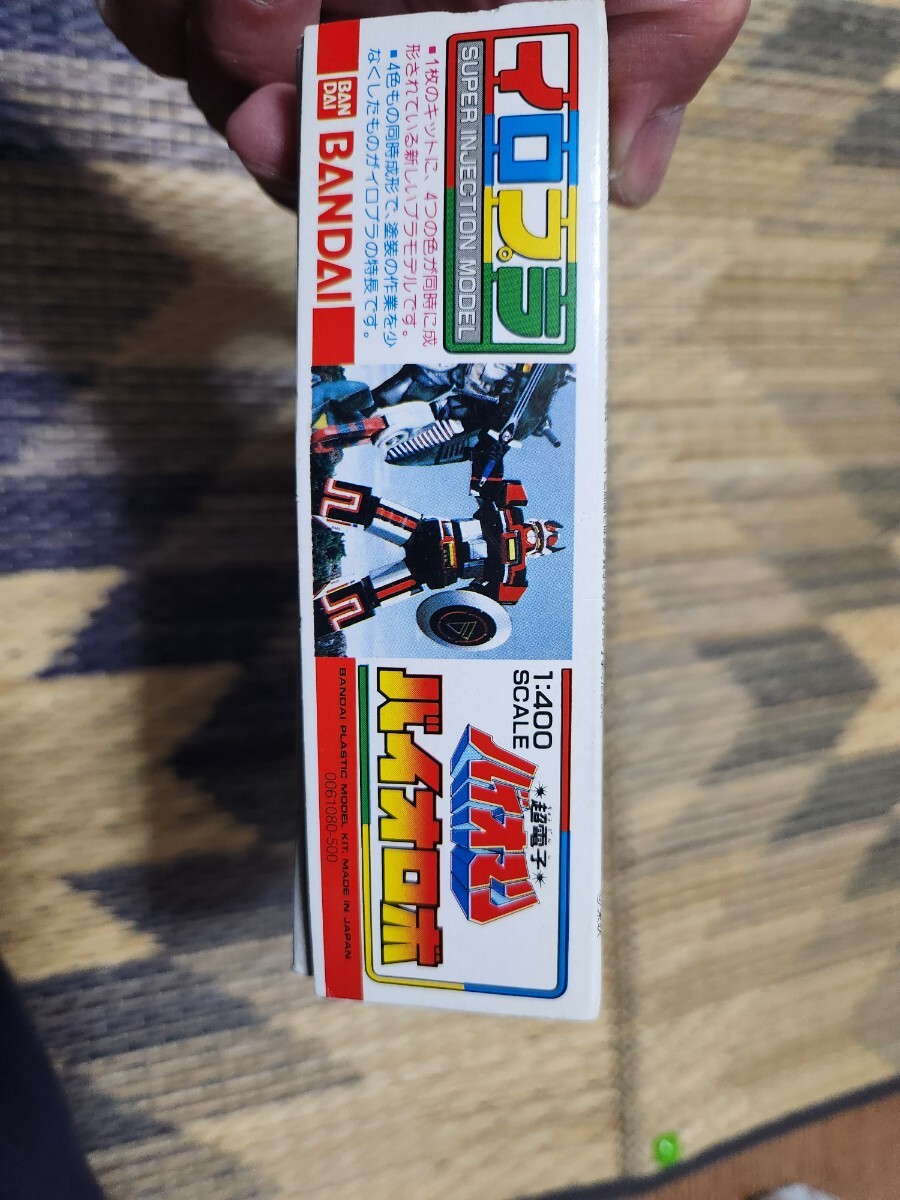 イロプラ
SUPER INJECTION MODEL
■1枚のキットに、4つの色が同時に成
形されている新しいプラモデルです。
■4色もの同時成形で、塗装の作業を少
なくしたものがイロプラの特長です。
BAN
DAI
BANDAI
1:400
SCALE
超電子
バイオマン
バイオロボ
BANDAI PLASTIC MODEL KIT. MADE IN JAPAN
0061080-500